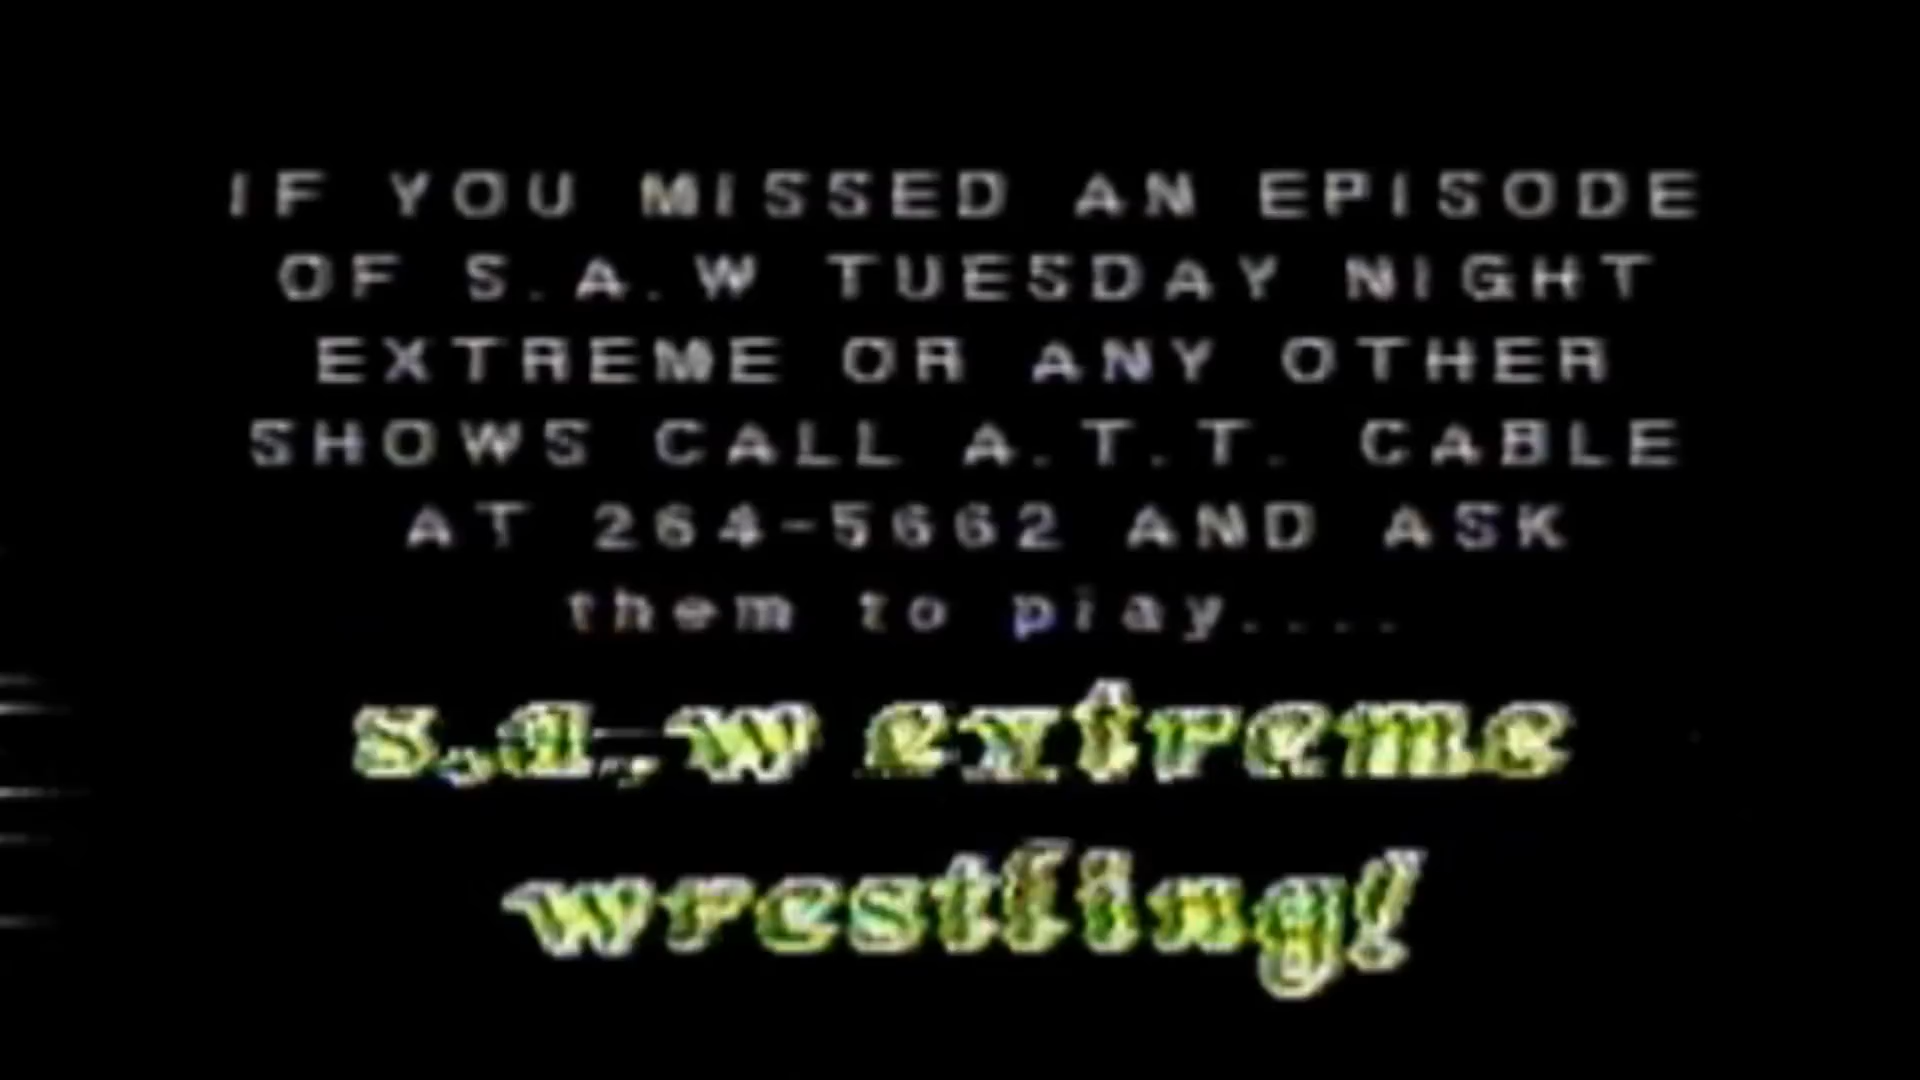 IF YOU MISSED AN EPISODE
OF S.A.W TUESDAY NIGHT
EXTREME OR ANY OTHER
SHOWS CALL A.T.T. CABLE
AT 264-5662 AND ASK
them to play....
s.a.w extreme
wrestling!